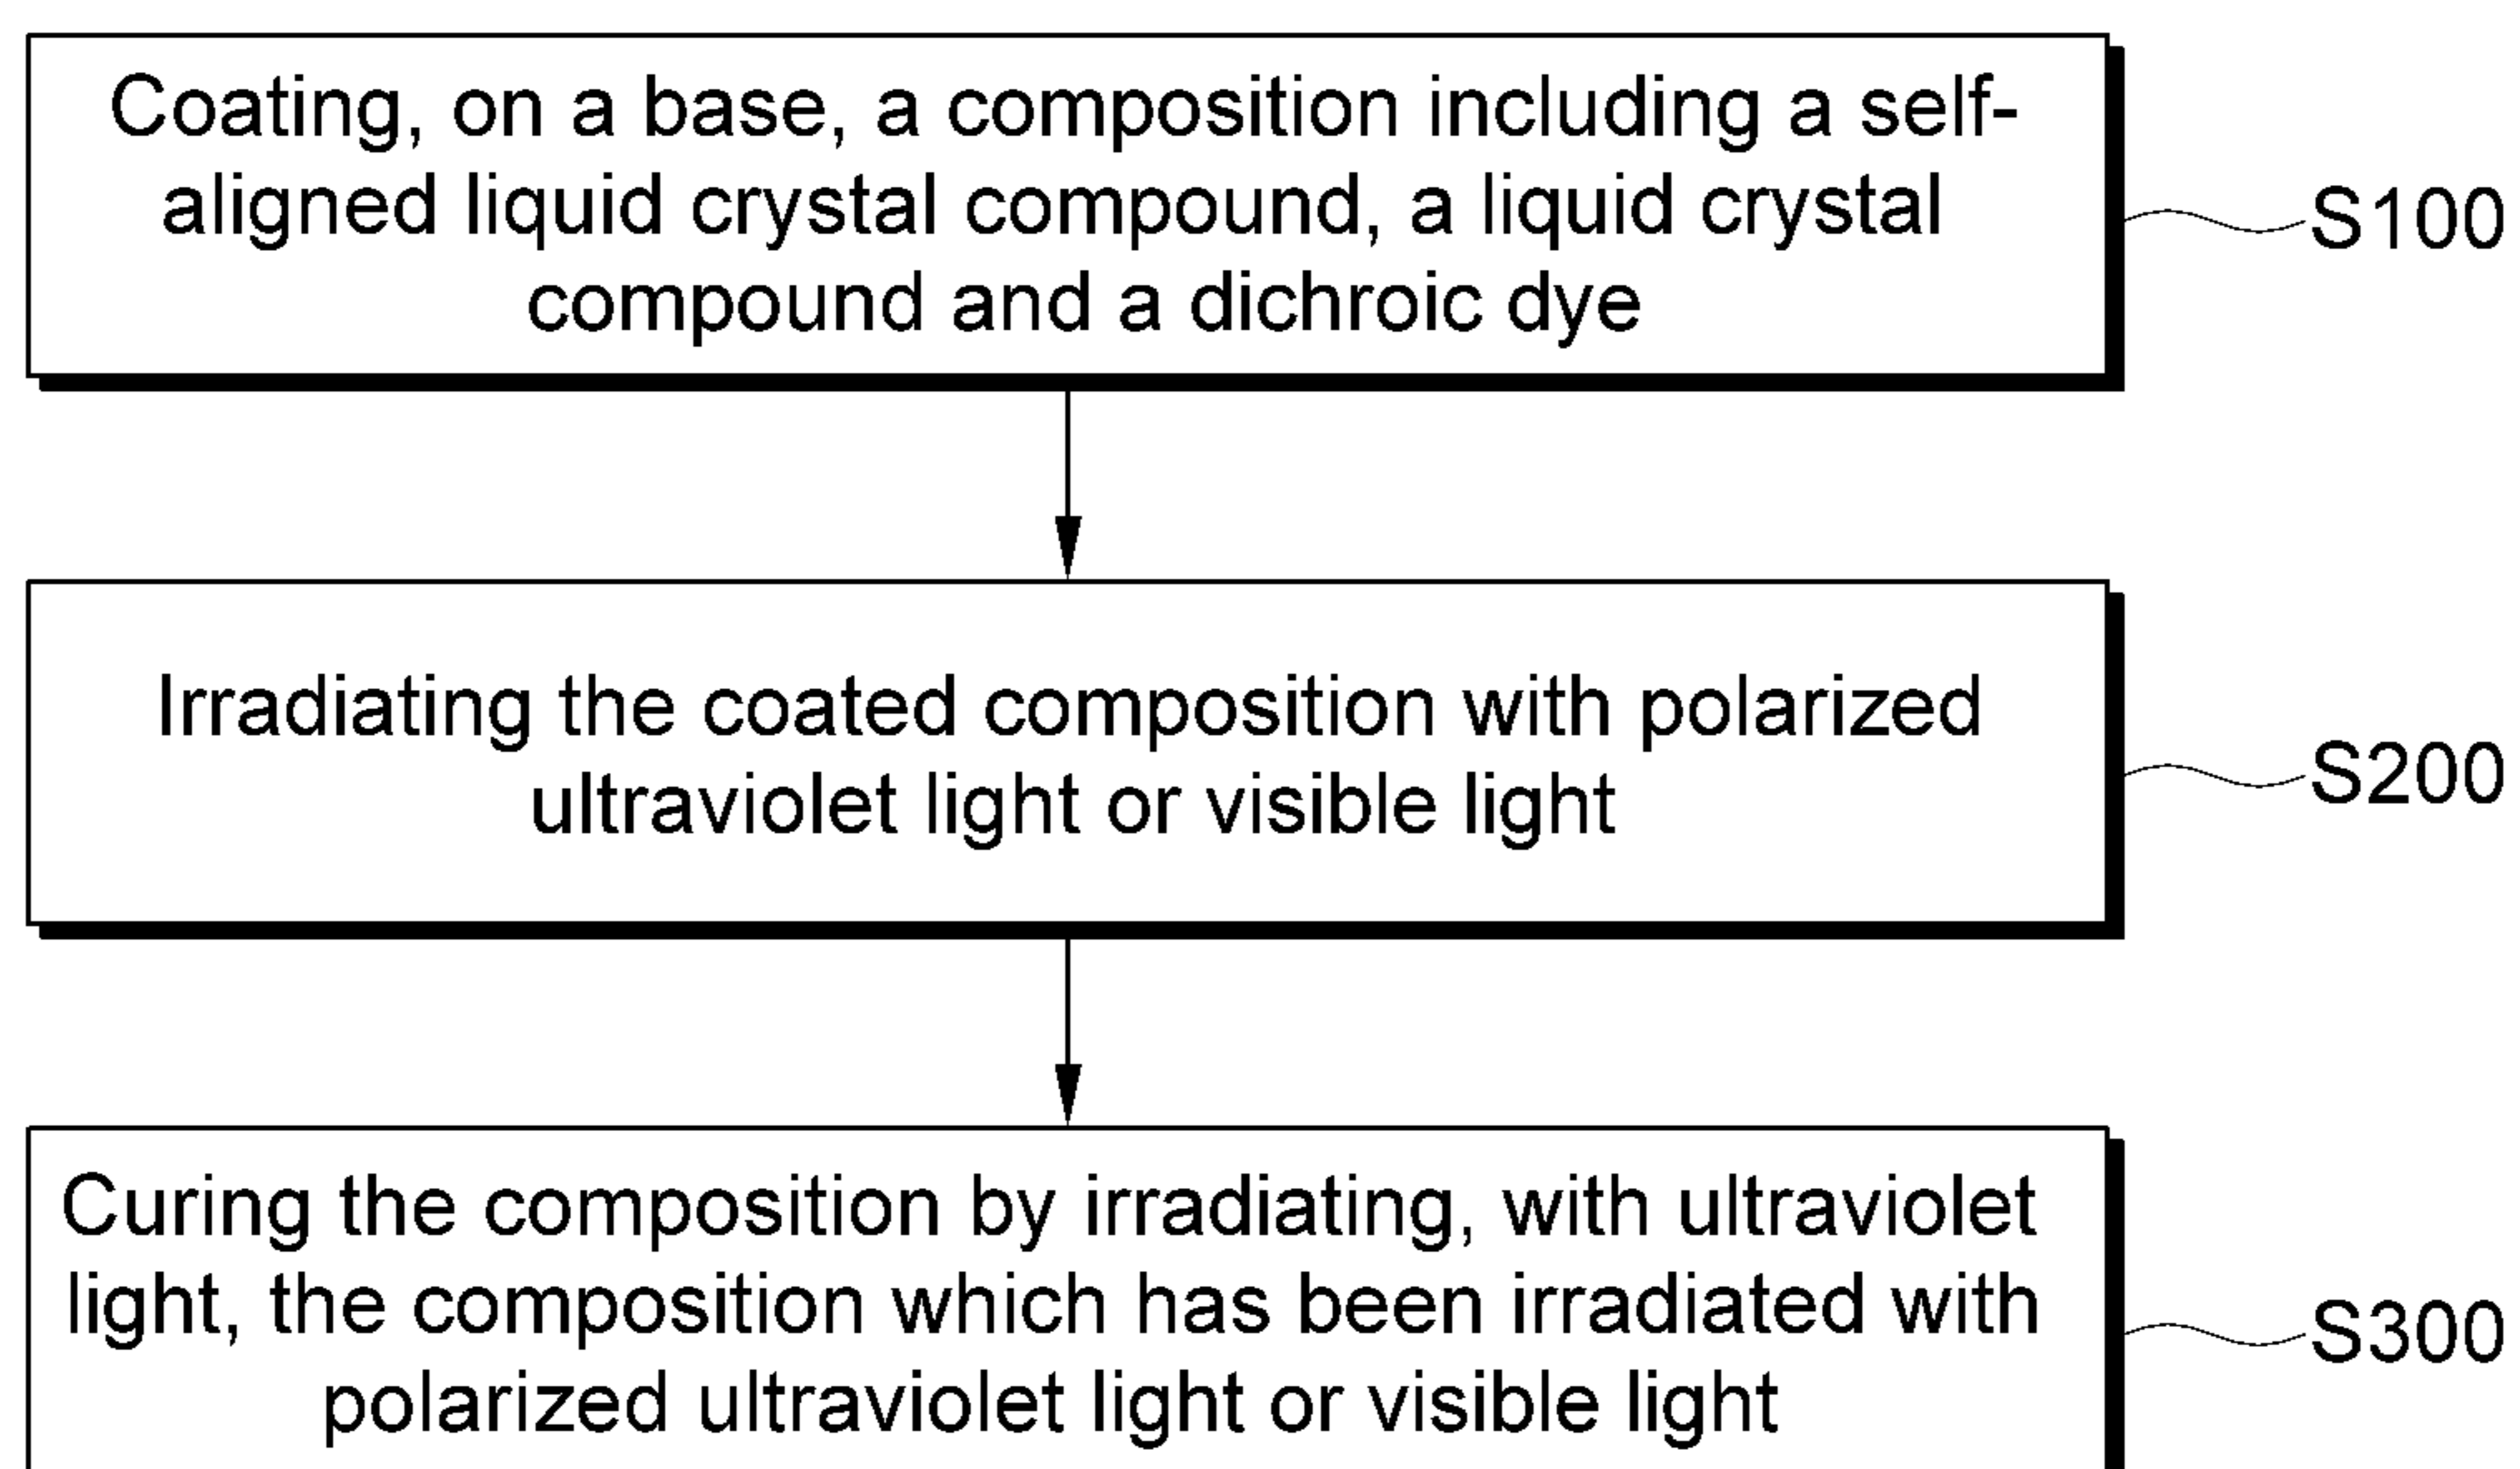 Coating, on a base, a composition including a self-
aligned liquid crystal compound, a liquid crystal
compound and a dichroic dye
S100
Irradiating the coated composition with polarized
ultraviolet light or visible light
S200
Curing the composition by irradiating, with ultraviolet
light, the composition which has been irradiated with
polarized ultraviolet light or visible light
S300